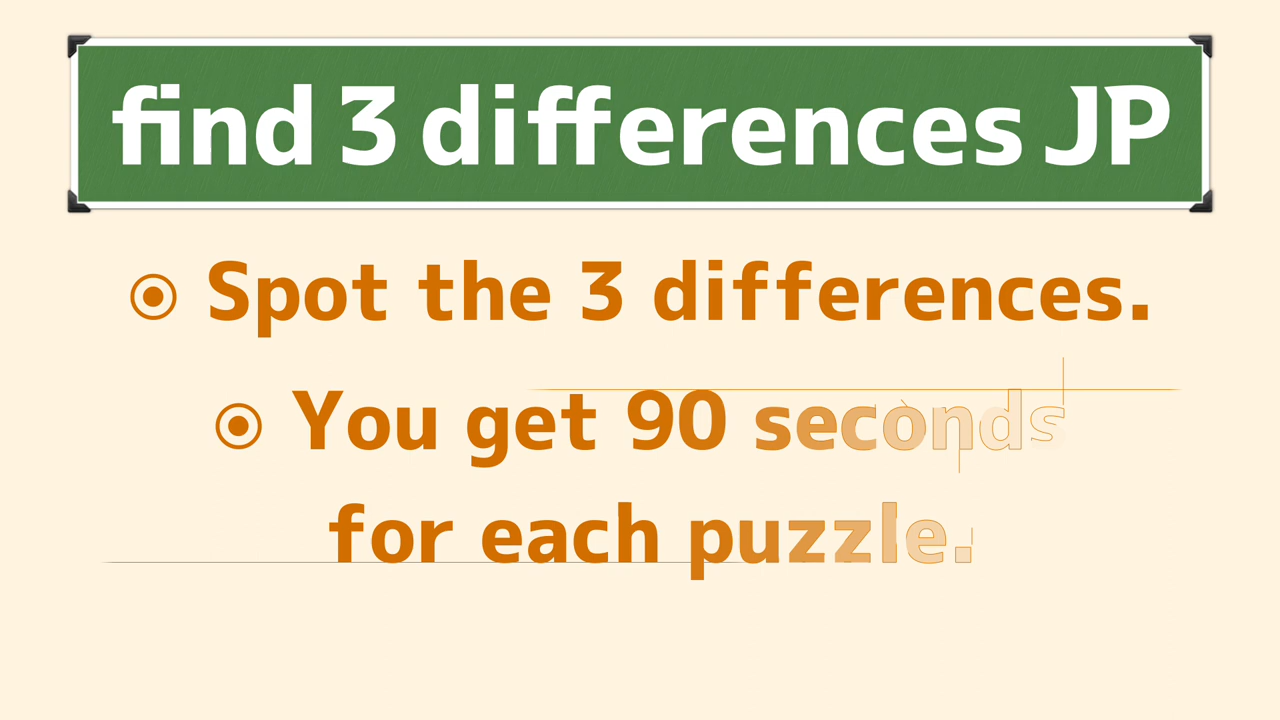 find 3 differences JP
⦿ Spot the 3 differences.
⦿ You get 90 seconds
for each puzzle.